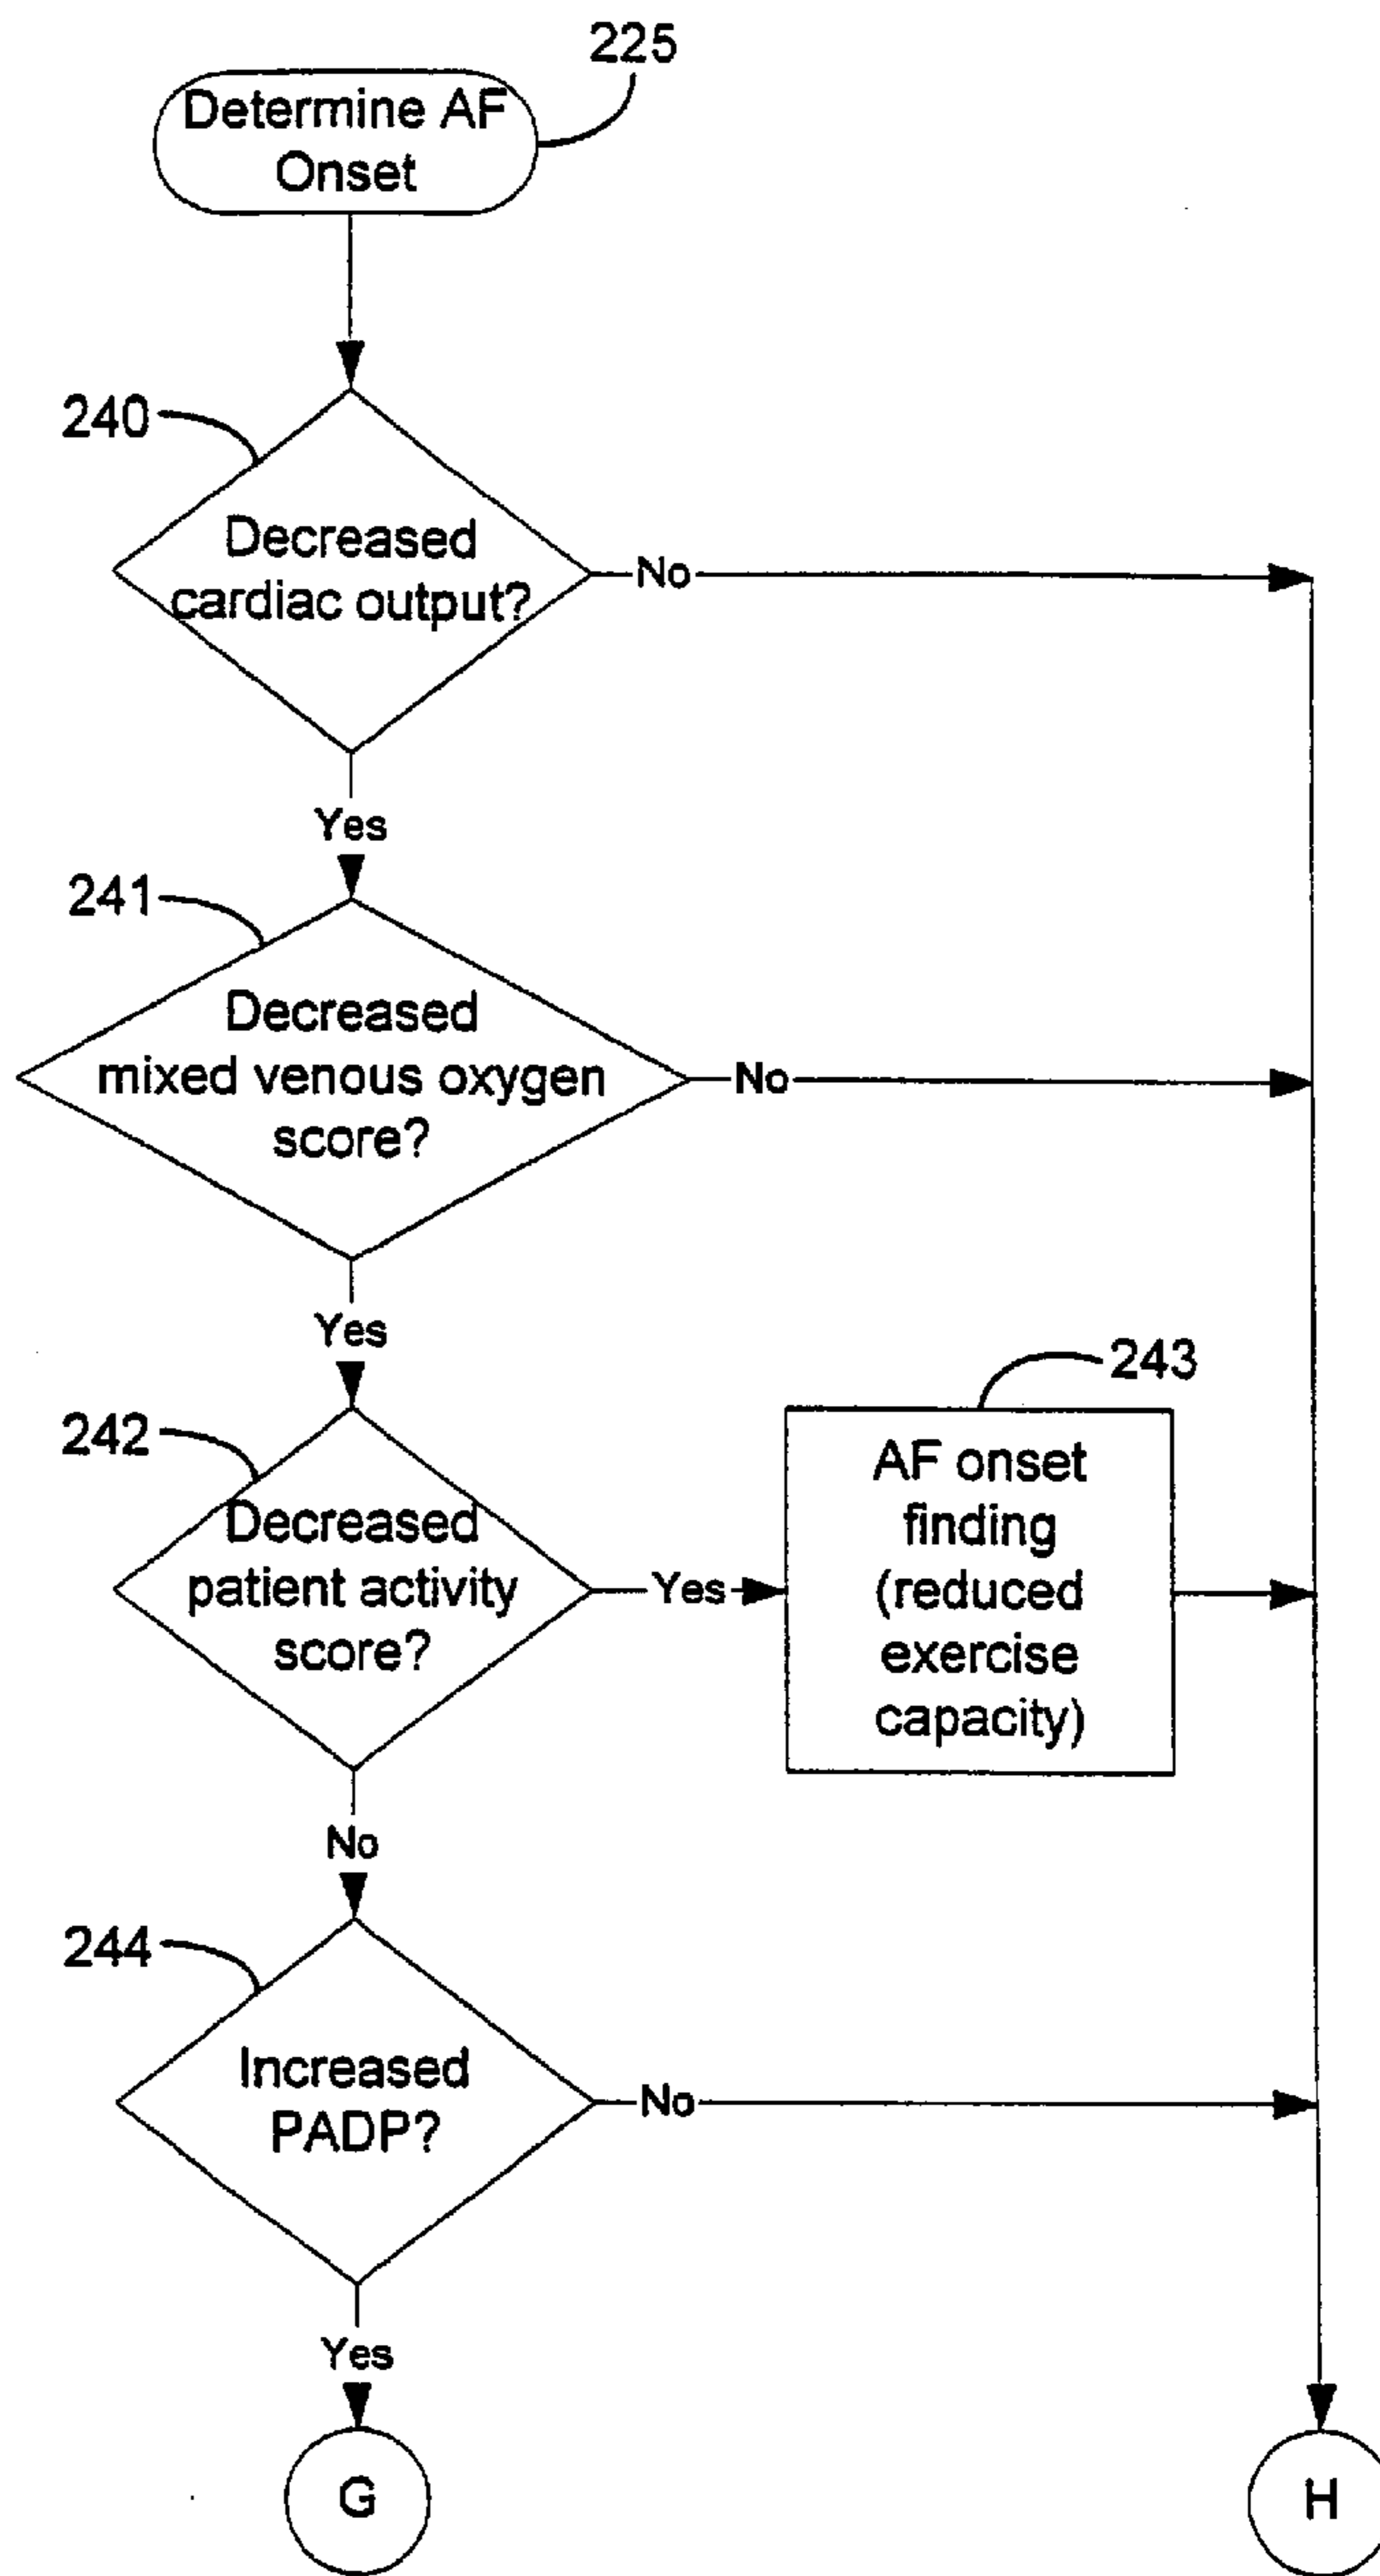 225
Determine AF
Onset
240
Decreased
cardiac output?
No
Yes
241
Decreased
mixed venous oxygen
score?
No
Yes
242
Decreased
patient activity
score?
Yes
243
AF onset
finding
(reduced
exercise
capacity)
No
244
Increased
PADP?
No
Yes
G
H